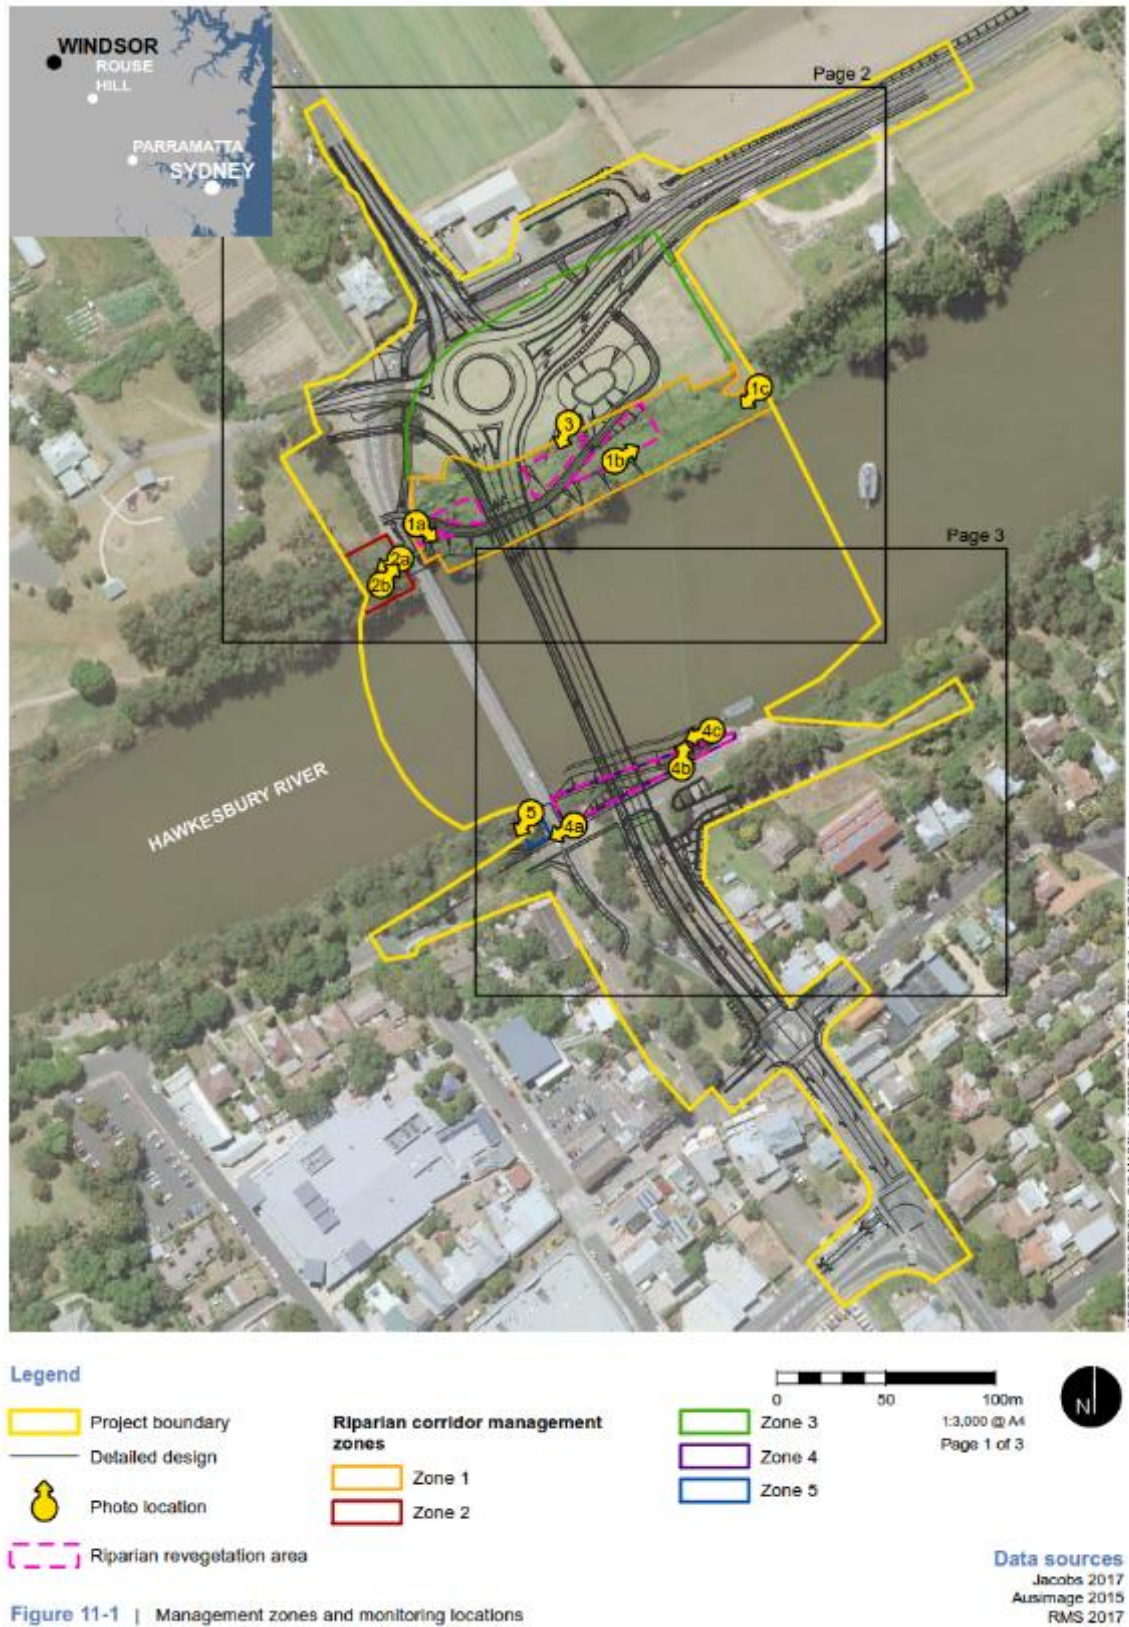 WINDSOR
ROUSE
HILL
PARRAMATTA
SYDNEY
Page 2
1c
3
1b
1a
2a
2b
Page 3
4c
4b
5
4a
HAWKESBURY RIVER
Legend
Project boundary
Detailed design
Photo location
Riparian revegetation area
Riparian corridor management
zones
Zone 1
Zone 2
Zone 3
Zone 4
Zone 5
0 50 100m
1:3,000 @ A4
Page 1 of 3
N
Data sources
Jacobs 2017
Ausimage 2015
RMS 2017
Figure 11-1 | Management zones and monitoring locations